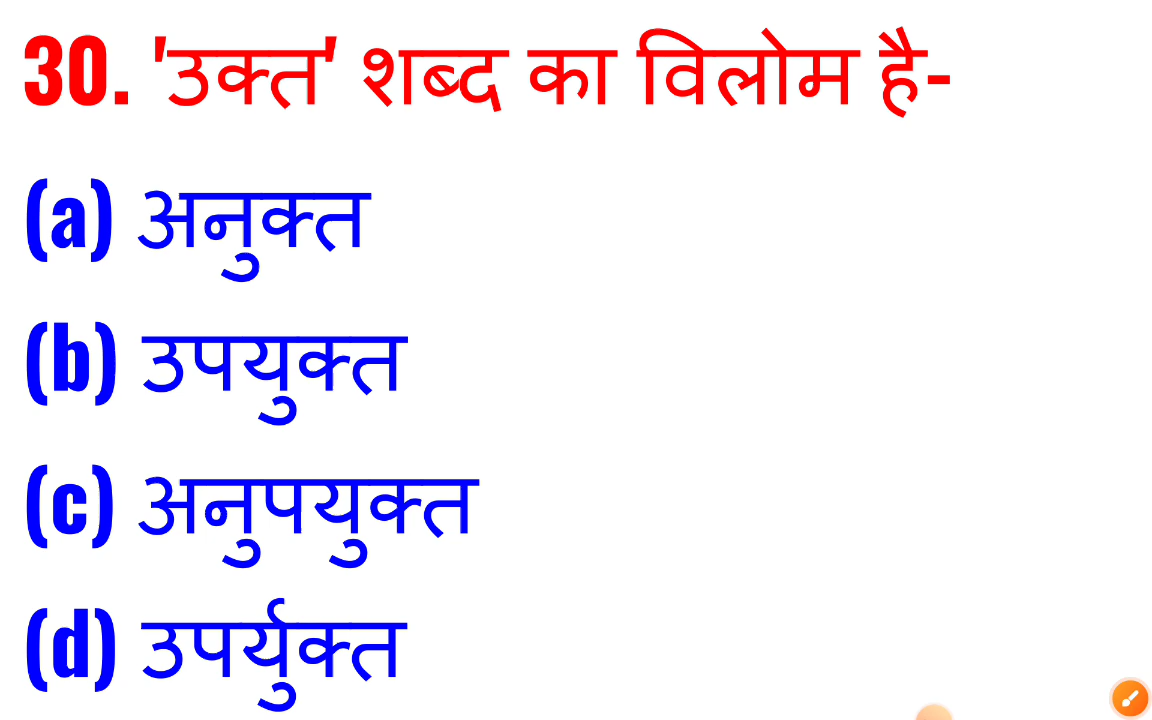 30. 'उक्त' शब्द का विलोम है-
(a) अनुक्त
(b) उपयुक्त
(c) अनुपयुक्त
(d) उपर्युक्त